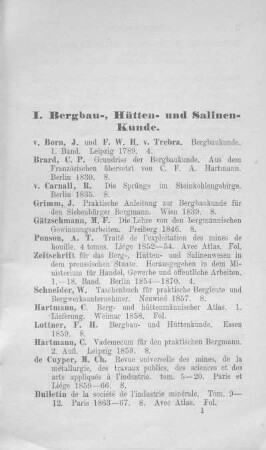 I. Bergbau-, Hütten- und Salinen-
Kunde.
v. Born, J. und F. W. H. v. Trebra. Bergbaukunde.
1. Band. Leipzig 1789. 4.
Brard, C. P. Grundriss der Bergbaukunde. Aus dem
Französischen übersetzt von C. F. A. Hartmann.
Berlin 1830. 8.
v. Carnall, R. Die Sprünge im Steinkohlengebirge.
Berlin 1835. 8.
Grimm, J. Praktische Anleitung zur Bergbaukunde für
den Siebenbürger Bergmann. Wien 1839. 8.
Gätzschmann, M. F. Die Lehre von den bergmännischen
Gewinnungsarbeiten. Freiberg 1846. 8.
Ponson, A. T. Traité de l'exploitation des mines de
houille. 4 tomes. Liége 1852—54. Avec Atlas. Fol.
Zeitschrift für das Berg-, Hütten- und Salinenwesen in
dem preussischen Staate. Herausgegeben in dem Mi-
nisterium für Handel, Gewerbe und öffentliche Arbeiten.
1.—18. Band. Berlin 1854—1870. 4.
Schneider, W. Taschenbuch für praktische Bergleute und
Bergwerksunternehmer. Neuwied 1857. 8.
Hartmann, C. Berg- und hüttenmännischer Atlas. 1.
Lieferung. Weimar 1858. Fol.
Lottner, F. H. Bergbau- und Hüttenkunde. Essen
1859. 8.
Hartmann, C. Vademecum für den praktischen Bergmann.
2. Aufl. Leipzig 1859. 8.
de Cuyper, M. Ch. Revue universelle des mines, de la
métallurgie, des travaux publics, des sciences et des
arts appliqués à l'industrie. tom. 5—20. Paris et
Liége 1859—66. 8.
Bulletin de la société de l'industrie minérale. Tom. 9—
12. Paris 1863—67. 8. Avec Atlas. Fol.
1